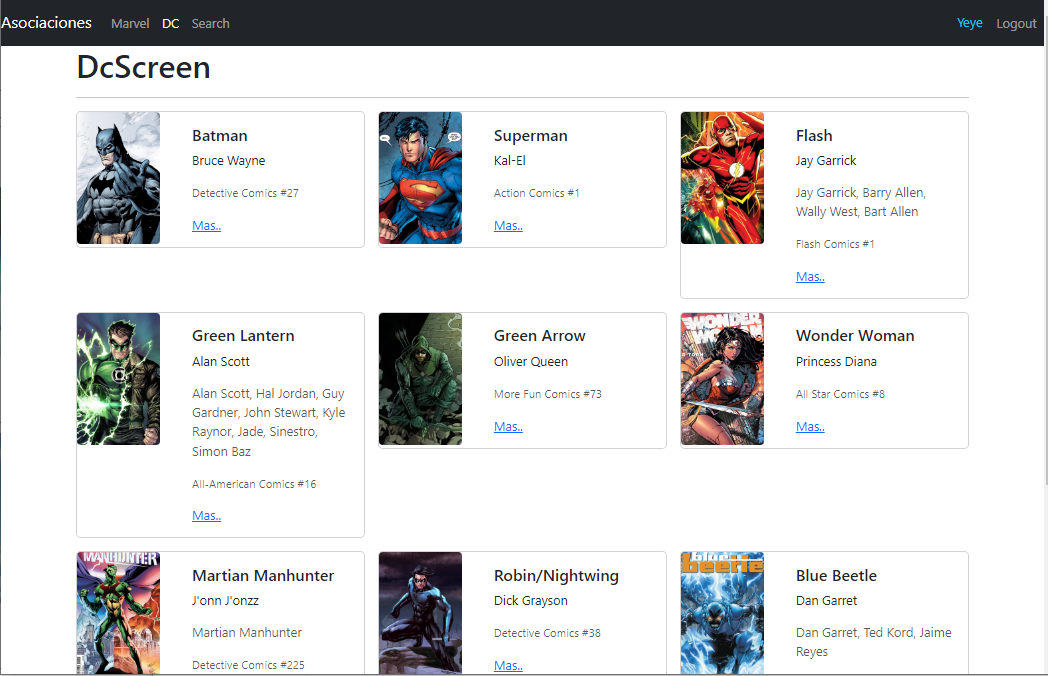 Asociaciones Marvel DC Search Yeye Logout
DcScreen
Batman
Bruce Wayne
Detective Comics #27
Mas..
Superman
Kal-El
Action Comics #1
Mas..
Flash
Jay Garrick
Jay Garrick, Barry Allen,
Wally West, Bart Allen
Flash Comics #1
Mas..
Green Lantern
Alan Scott
Alan Scott, Hal Jordan, Guy
Gardner, John Stewart, Kyle
Raynor, Jade, Sinestro,
Simon Baz
All-American Comics #16
Mas..
Green Arrow
Oliver Queen
More Fun Comics #73
Mas..
WONDER
Wonder Woman
Princess Diana
All Star Comics #8
Mas..
MANHUNTER
Martian Manhunter
J'onn J'onzz
Martian Manhunter
Detective Comics #225
Robin/Nightwing
Dick Grayson
Detective Comics #38
Mas..
blue
beetle
Blue Beetle
Dan Garret
Dan Garret, Ted Kord, Jaime
Reyes